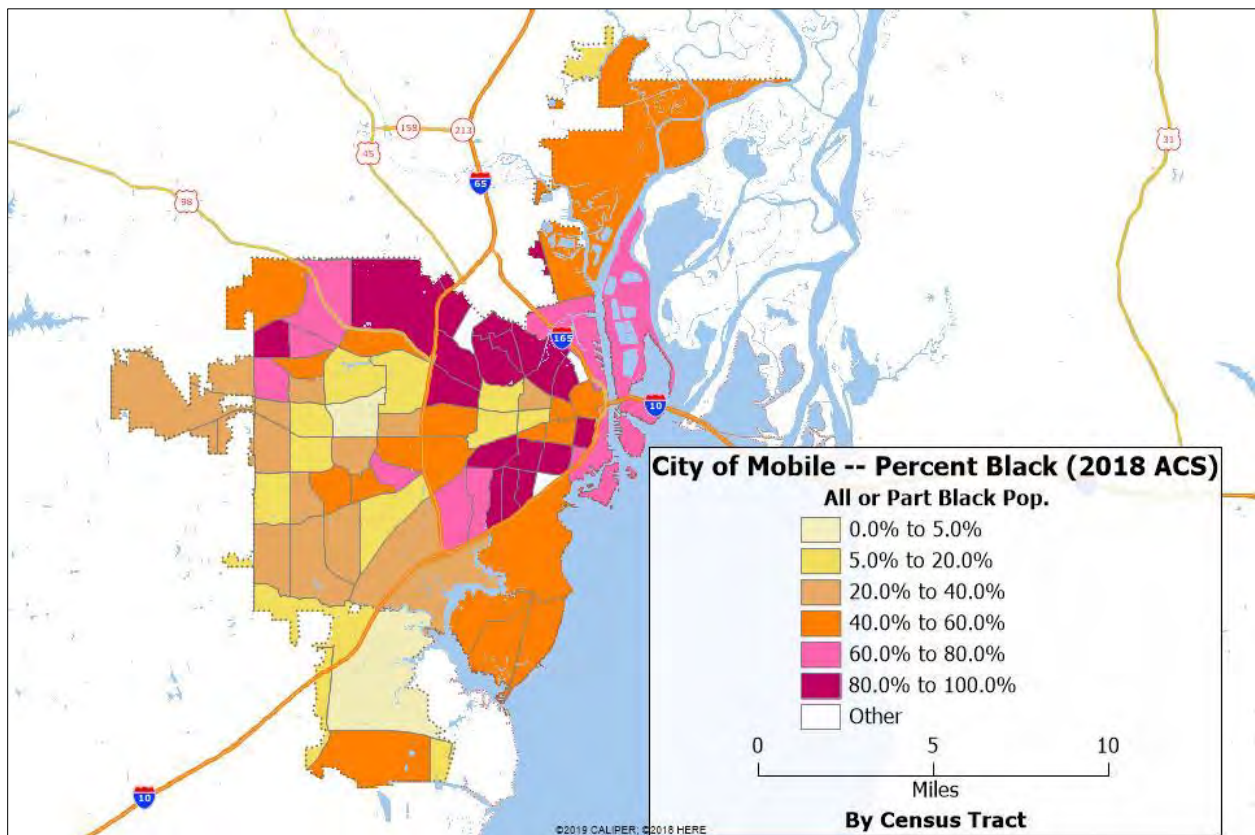 158
213
45
31
65
98
165
10
City of Mobile -- Percent Black (2018 ACS)
All or Part Black Pop.
0.0% to 5.0%
5.0% to 20.0%
20.0% to 40.0%
40.0% to 60.0%
60.0% to 80.0%
80.0% to 100.0%
Other
0 5 10
Miles
By Census Tract
10
©2019 CALIPER; ©2018 HERE